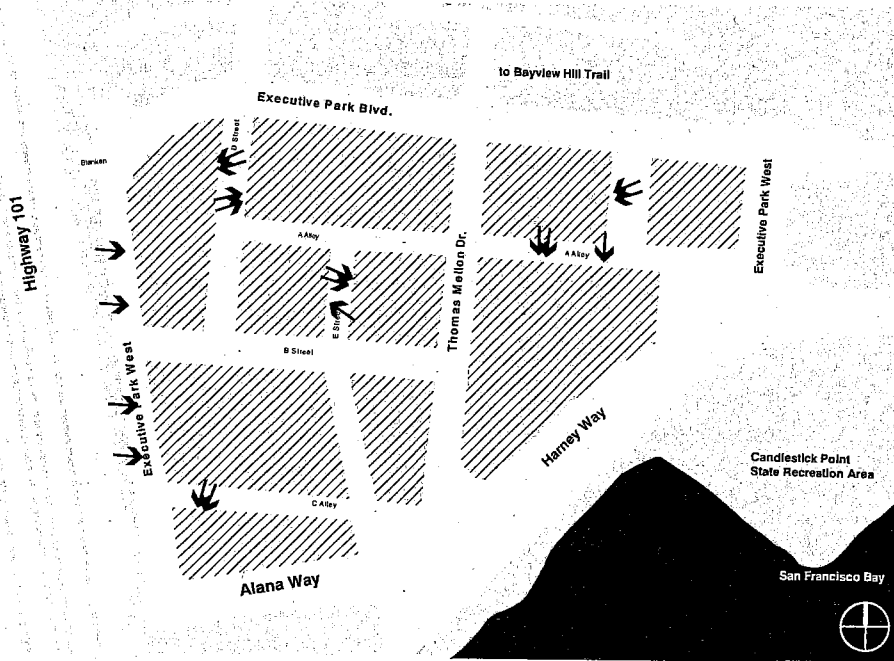 to Bayview Hill Trail
Executive Park Blvd.
D Street
Blanken
Highway 101
Executive Park West
A Alley
Thomas Mellon Dr.
A Alley
E Street
B Street
Executive Park West
Harney Way
Candlestick Point
State Recreation Area
C Alley
San Francisco Bay
Alana Way